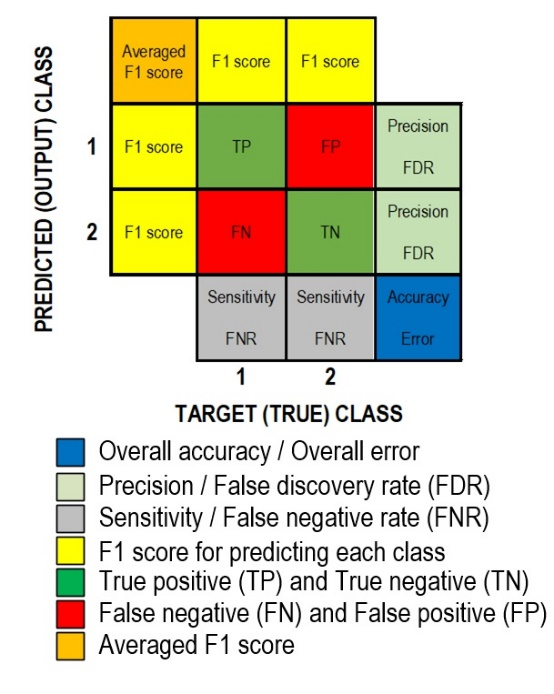 PREDICTED (OUTPUT) CLASS
Averaged
F1 score
F1 score
F1 score
1
F1 score
TP
FP
Precision
FDR
2
F1 score
FN
TN
Precision
FDR
Sensitivity
FNR
Sensitivity
FNR
Accuracy
Error
1
2
TARGET (TRUE) CLASS
Overall accuracy / Overall error
Precision / False discovery rate (FDR)
Sensitivity / False negative rate (FNR)
F1 score for predicting each class
True positive (TP) and True negative (TN)
False negative (FN) and False positive (FP)
Averaged F1 score